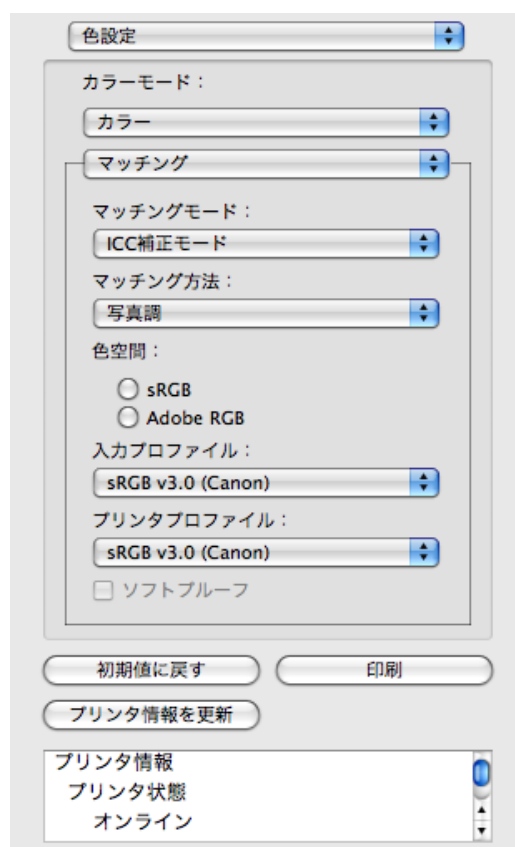 色設定
カラーモード：
カラー
マッチング
マッチングモード：
ICC補正モード
マッチング方法：
写真調
色空間：
sRGB
Adobe RGB
入力プロファイル：
sRGB v3.0 (Canon)
プリンタプロファイル：
sRGB v3.0 (Canon)
ソフトプルーフ
初期値に戻す 印刷
プリンタ情報を更新
プリンタ情報
プリンタ状態
オンライン